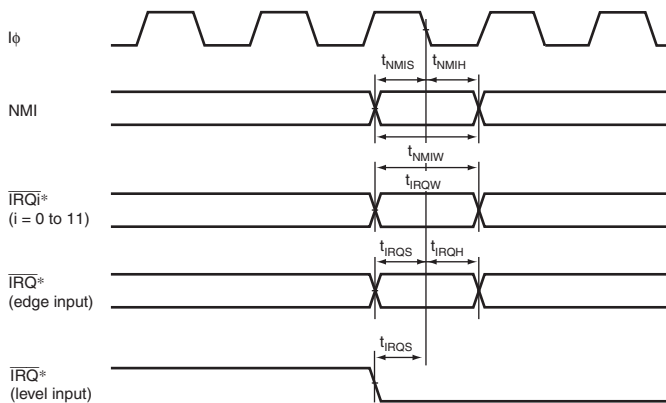 Iϕ
tNMIS tNMIH
NMI
tNMIW
tIRQW
IRQi*
(i = 0 to 11)
tIRQS tIRQH
IRQ*
(edge input)
tIRQS
IRQ*
(level input)